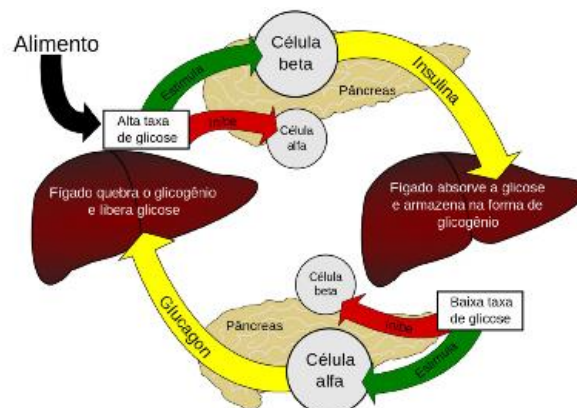 Alimento
Célula
beta
Estimula
Insulina
Pâncreas
Alta taxa
de glicose
Inibe
Célula
alfa
Fígado quebra o glicogênio
e libera glicose
Fígado absorve a glicose
e armazena na forma de
glicogênio
Célula
beta
Baixa taxa
de glicose
Inibe
Pâncreas
Glucagon
Célula
alfa
Estimula